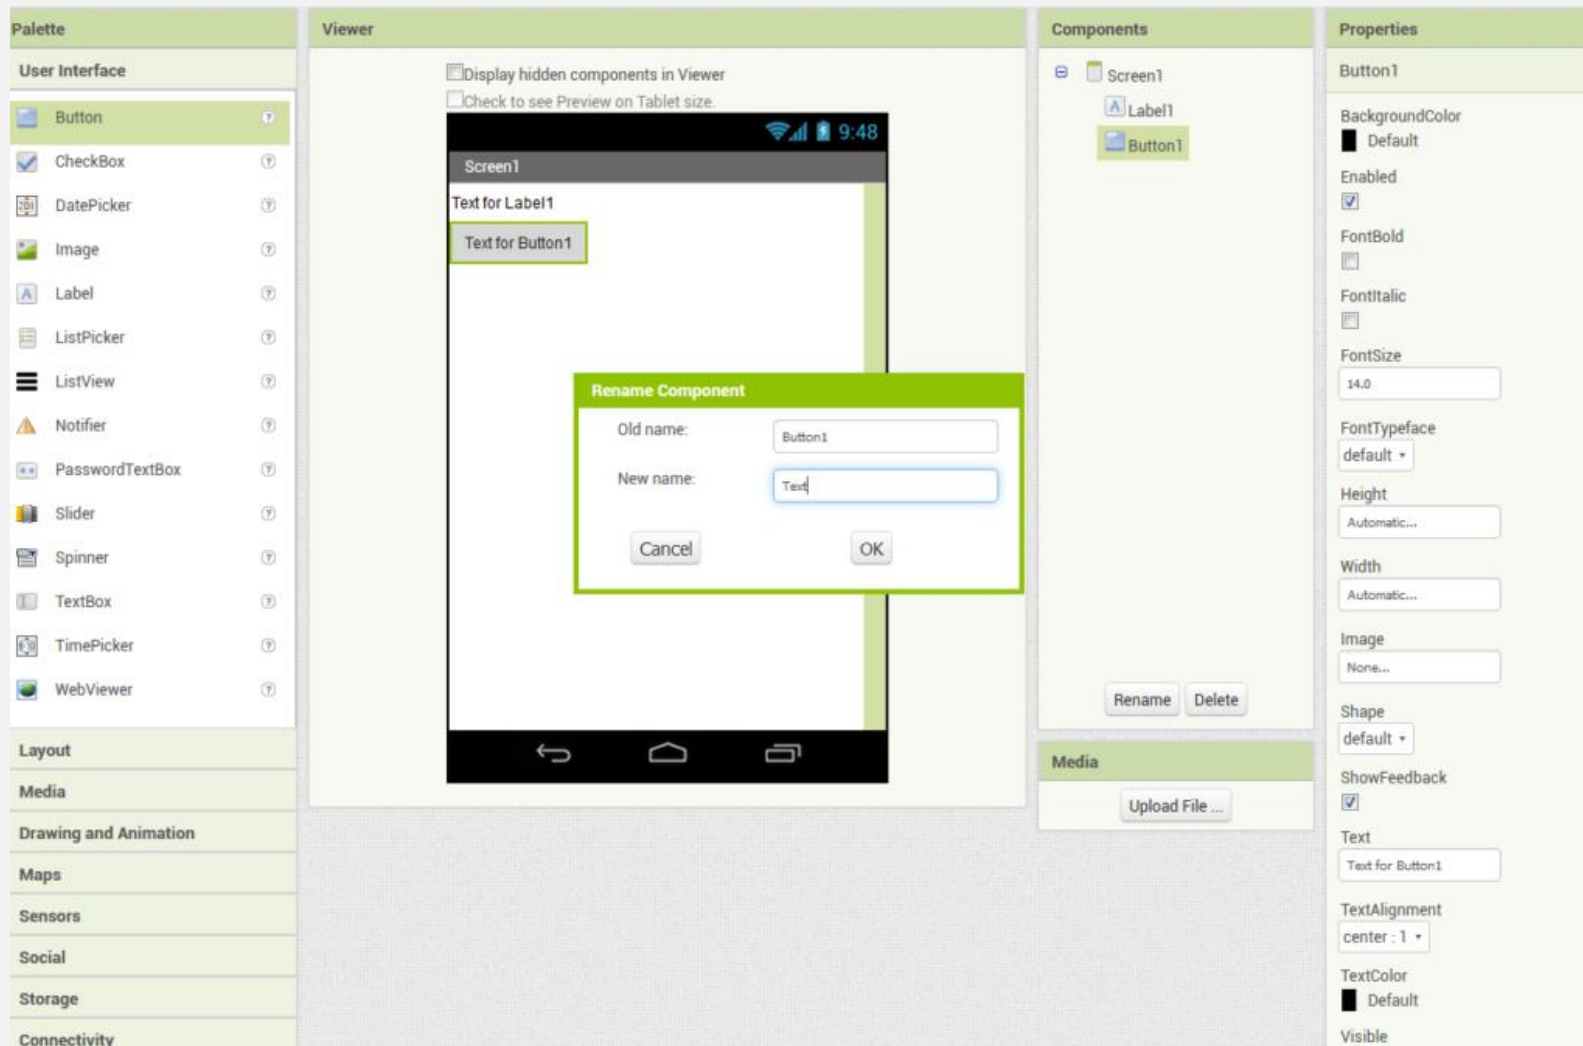 Palette
User Interface
Button
CheckBox
DatePicker
Image
Label
ListPicker
ListView
Notifier
PasswordTextBox
Slider
Spinner
TextBox
TimePicker
WebViewer
Layout
Media
Drawing and Animation
Maps
Sensors
Social
Storage
Connectivity
Viewer
Display hidden components in Viewer
Check to see Preview on Tablet size.
9:48
Screen1
Text for Label1
Text for Button1
Rename Component
Old name:
Button1
New name:
Text
Cancel
OK
Components
Screen1
Label1
Button1
Rename
Delete
Media
Upload File ...
Properties
Button1
BackgroundColor
Default
Enabled
FontBold
FontItalic
FontSize
14.0
FontTypeface
default
Height
Automatic...
Width
Automatic...
Image
None...
Shape
default
ShowFeedback
Text
Text for Button1
TextAlignment
center : 1
TextColor
Default
Visible